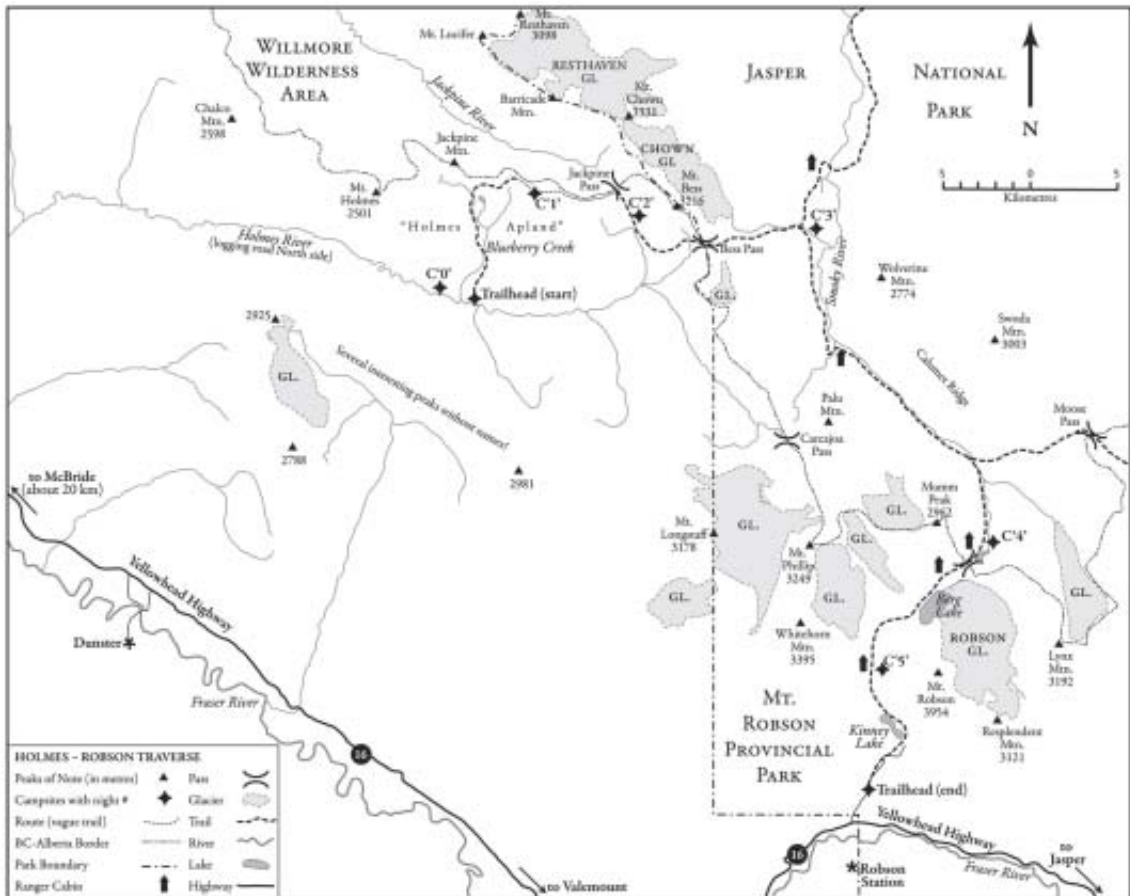 Mt.
Resthaven
3098
Mt. Lucifer
WILLMORE
WILDERNESS
AREA
RESTHAVEN
GL.
JASPER
NATIONAL
PARK
N
Jackpine River
Barricade
Mtn.
Mt.
Chown
Chalco
Mtn.
2598
Jackpine
Mtn.
CHOWN
GL.
5
0
5
Kilometres
Jackpine
Pass
Mt.
Bess
3216
Mt.
Holmes
2501
C'1'
C'2'
C'3'
"Holmes
Apland"
Blueberry Creek
Bess Pass
Holmes River
(logging road North side)
Smoky River
C'0'
Trailhead (start)
GL.
Wolverine
Mtn.
2774
2925
Swoda
Mtn.
3003
GL.
Several interesting peaks without names!
Calumet Ridge
Palu
Mtn.
Moose
Pass
Carcajou
Pass
2788
2981
to McBride
(about 20 km)
Mumm
Peak
2962
GL.
GL.
Mt.
Longstaff
3178
GL.
C'4'
Mt.
Phillip
3249
GL.
Yellowhead Highway
GL.
Berg
Lake
ROBSON
GL.
Dunster
Whitehorn
Mtn.
3395
Lynx
Mtn.
3192
C'5'
Mt.
Robson
3954
Fraser River
MT.
ROBSON
PROVINCIAL
PARK
Kinney
Lake
Resplendent
Mtn.
3121
HOLMES – ROBSON TRAVERSE
Peaks of Note (in metres)
Pass
Campsites with night #
Glacier
Route (vague trail)
Trail
BC-Alberta Border
River
Park Boundary
Lake
Ranger Cabin
Highway
16
Trailhead (end)
Yellowhead Highway
16
Fraser River
to
Jasper
Robson
Station
to Valemount